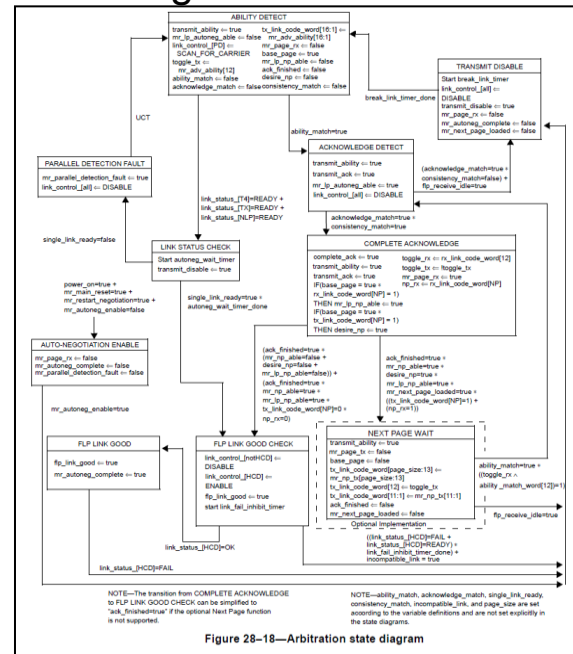 ABILITY DETECT
transmit_ability ⇐ true
mr_lp_autoneg_able ⇐ false
link_control_[PD] ⇐
SCAN_FOR_CARRIER
toggle_tx ⇐
mr_adv_ability[12]
ability_match ⇐ false
acknowledge_match ⇐ false
tx_link_code_word[16:1] ⇐
mr_adv_ability[16:1]
mr_page_rx ⇐ false
base_page ⇐ true
mr_lp_np_able ⇐ false
ack_finished ⇐ false
desire_np ⇐ false
consistency_match ⇐ false
TRANSMIT DISABLE
Start break_link_timer
link_control_[all] ⇐
DISABLE
transmit_disable ⇐ true
mr_page_rx ⇐ false
mr_autoneg_complete ⇐ false
mr_next_page_loaded ⇐ false
break_link_timer_done
UCT
ability_match=true
ACKNOWLEDGE DETECT
transmit_ability ⇐ true
transmit_ack ⇐ true
mr_lp_autoneg_able ⇐ true
link_control_[all] ⇐ DISABLE
(acknowledge_match=true *
consistency_match=false) +
flp_receive_idle=true
PARALLEL DETECTION FAULT
mr_parallel_detection_fault ⇐ true
link_control_[all] ⇐ DISABLE
link_status_[T4]=READY +
link_status_[TX]=READY +
link_status_[NLP]=READY
acknowledge_match=true *
consistency_match=true
single_link_ready=false
LINK STATUS CHECK
Start autoneg_wait_timer
transmit_disable ⇐ true
COMPLETE ACKNOWLEDGE
complete_ack ⇐ true
transmit_ability ⇐ true
transmit_ack ⇐ true
IF(base_page = true *
rx_link_code_word[NP] = 1)
THEN mr_lp_np_able ⇐ true
IF(base_page = true *
tx_link_code_word[NP] = 1)
THEN desire_np ⇐ true
toggle_rx ⇐ rx_link_code_word[12]
toggle_tx ⇐ !toggle_tx
mr_page_rx ⇐ true
np_rx ⇐ rx_link_code_word[NP]
power_on=true +
mr_main_reset=true +
mr_restart_negotiation=true +
mr_autoneg_enable=false
single_link_ready=true *
autoneg_wait_timer_done
AUTO-NEGOTIATION ENABLE
mr_page_rx ⇐ false
mr_autoneg_complete ⇐ false
mr_parallel_detection_fault ⇐ false
(ack_finished=true *
(mr_np_able=false +
desire_np=false +
mr_lp_np_able=false)) +
(ack_finished=true *
mr_np_able=true *
mr_lp_np_able=true *
tx_link_code_word[NP]=0 *
np_rx=0)
ack_finished=true *
mr_np_able=true *
desire_np=true *
mr_lp_np_able=true *
mr_next_page_loaded=true *
((tx_link_code_word[NP]=1) +
(np_rx=1))
mr_autoneg_enable=true
FLP LINK GOOD
flp_link_good ⇐ true
mr_autoneg_complete ⇐ true
FLP LINK GOOD CHECK
link_control_[notHCD] ⇐
DISABLE
link_control_[HCD] ⇐
ENABLE
flp_link_good ⇐ true
start link_fail_inhibit_timer
NEXT PAGE WAIT
transmit_ability ⇐ true
mr_page_tx ⇐ false
base_page ⇐ false
tx_link_code_word[page_size:13] ⇐
mr_np_tx[page_size:13]
tx_link_code_word[12] ⇐ toggle_tx
tx_link_code_word[11:1] ⇐ mr_np_tx[11:1]
ack_finished ⇐ false
mr_next_page_loaded ⇐ false
Optional Implementation
ability_match=true *
((toggle_rx ∧
ability_match_word[12])=1)
flp_receive_idle=true
link_status_[HCD]=OK
((link_status_[HCD]=FAIL +
link_status_[HCD]=READY) *
link_fail_inhibit_timer_done) +
incompatible_link = true
link_status_[HCD]=FAIL
NOTE—The transition from COMPLETE ACKNOWLEDGE
to FLP LINK GOOD CHECK can be simplified to
"ack_finished=true" if the optional Next Page function
is not supported.
NOTE—ability_match, acknowledge_match, single_link_ready,
consistency_match, incompatible_link, and page_size are set
according to the variable definitions and are not set explicitly in
the state diagrams.
Figure 28–18—Arbitration state diagram